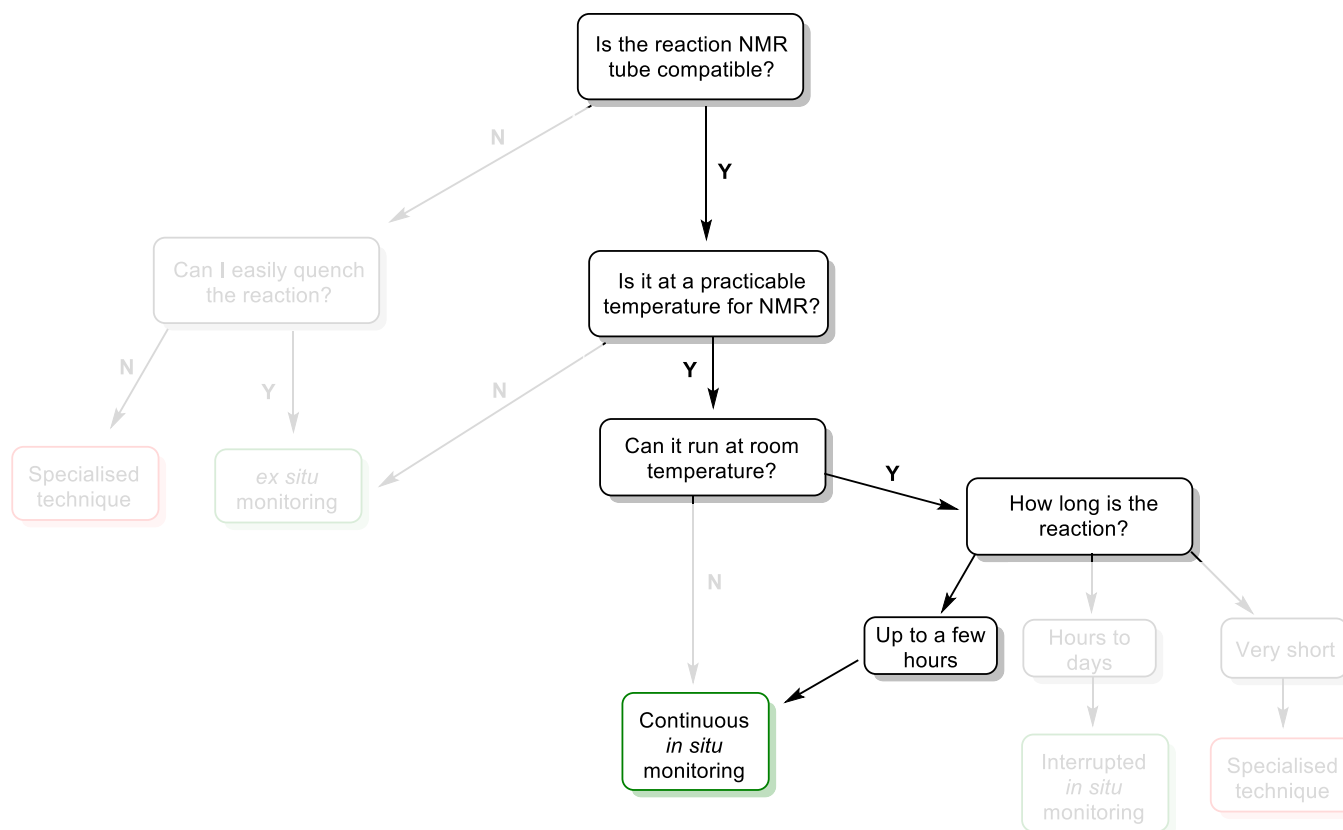 Is the reaction NMR
tube compatible?
N
Y
Can I easily quench
the reaction?
Is it at a practicable
temperature for NMR?
N
Y
N
Y
Can it run at room
temperature?
Y
Specialised
technique
ex situ
monitoring
How long is the
reaction?
N
Up to a few
hours
Hours to
days
Very short
Continuous
in situ
monitoring
Interrupted
in situ
monitoring
Specialised
technique